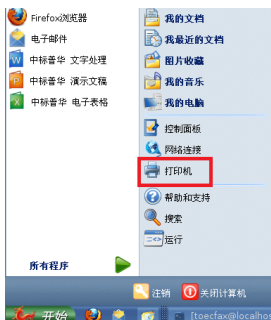 Firefox浏览器
电子邮件
中标普华 文字处理
中标普华 演示文稿
中标普华 电子表格
所有程序
我的文档
我最近的文档
图片收藏
我的音乐
我的电脑
控制面板
网络连接
打印机
帮助和支持
搜索
运行
注销
关闭计算机
开始
[toecfax@localhos